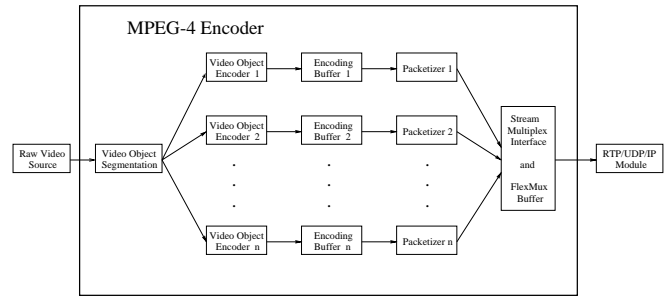 MPEG-4 Encoder
Video Object
Encoder 1
Encoding
Buffer 1
Packetizer 1
Video Object
Encoder 2
Encoding
Buffer 2
Packetizer 2
Stream
Multiplex
Interface
and
FlexMux
Buffer
Raw Video
Source
Video Object
Segmentation
RTP/UDP/IP
Module
Video Object
Encoder n
Encoding
Buffer n
Packetizer n